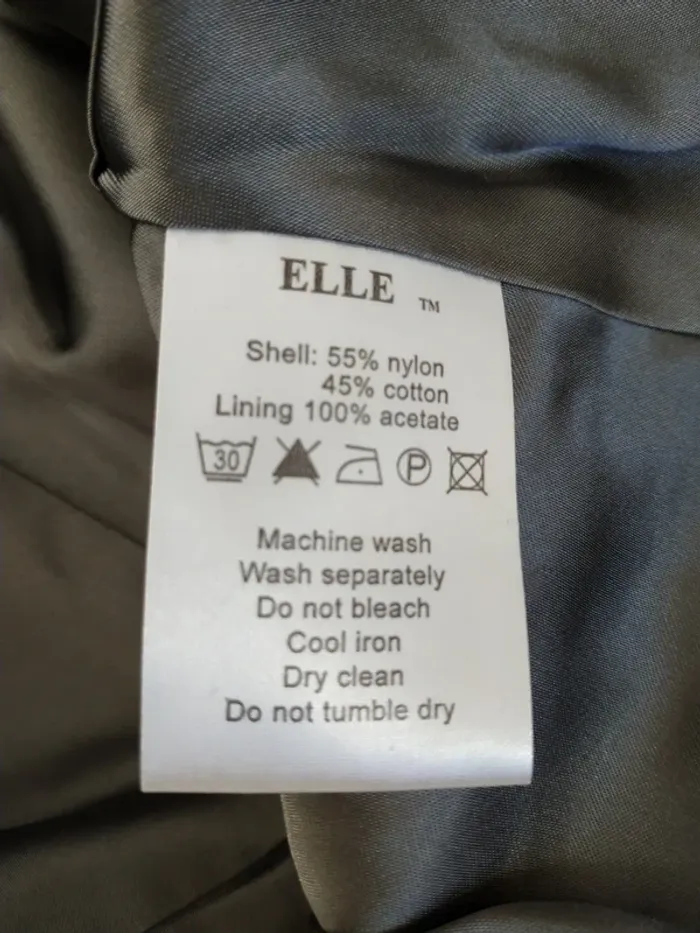 ELLE ™
Shell: 55% nylon
45% cotton
Lining 100% acetate
30 P
Machine wash
Wash separately
Do not bleach
Cool iron
Dry clean
Do not tumble dry